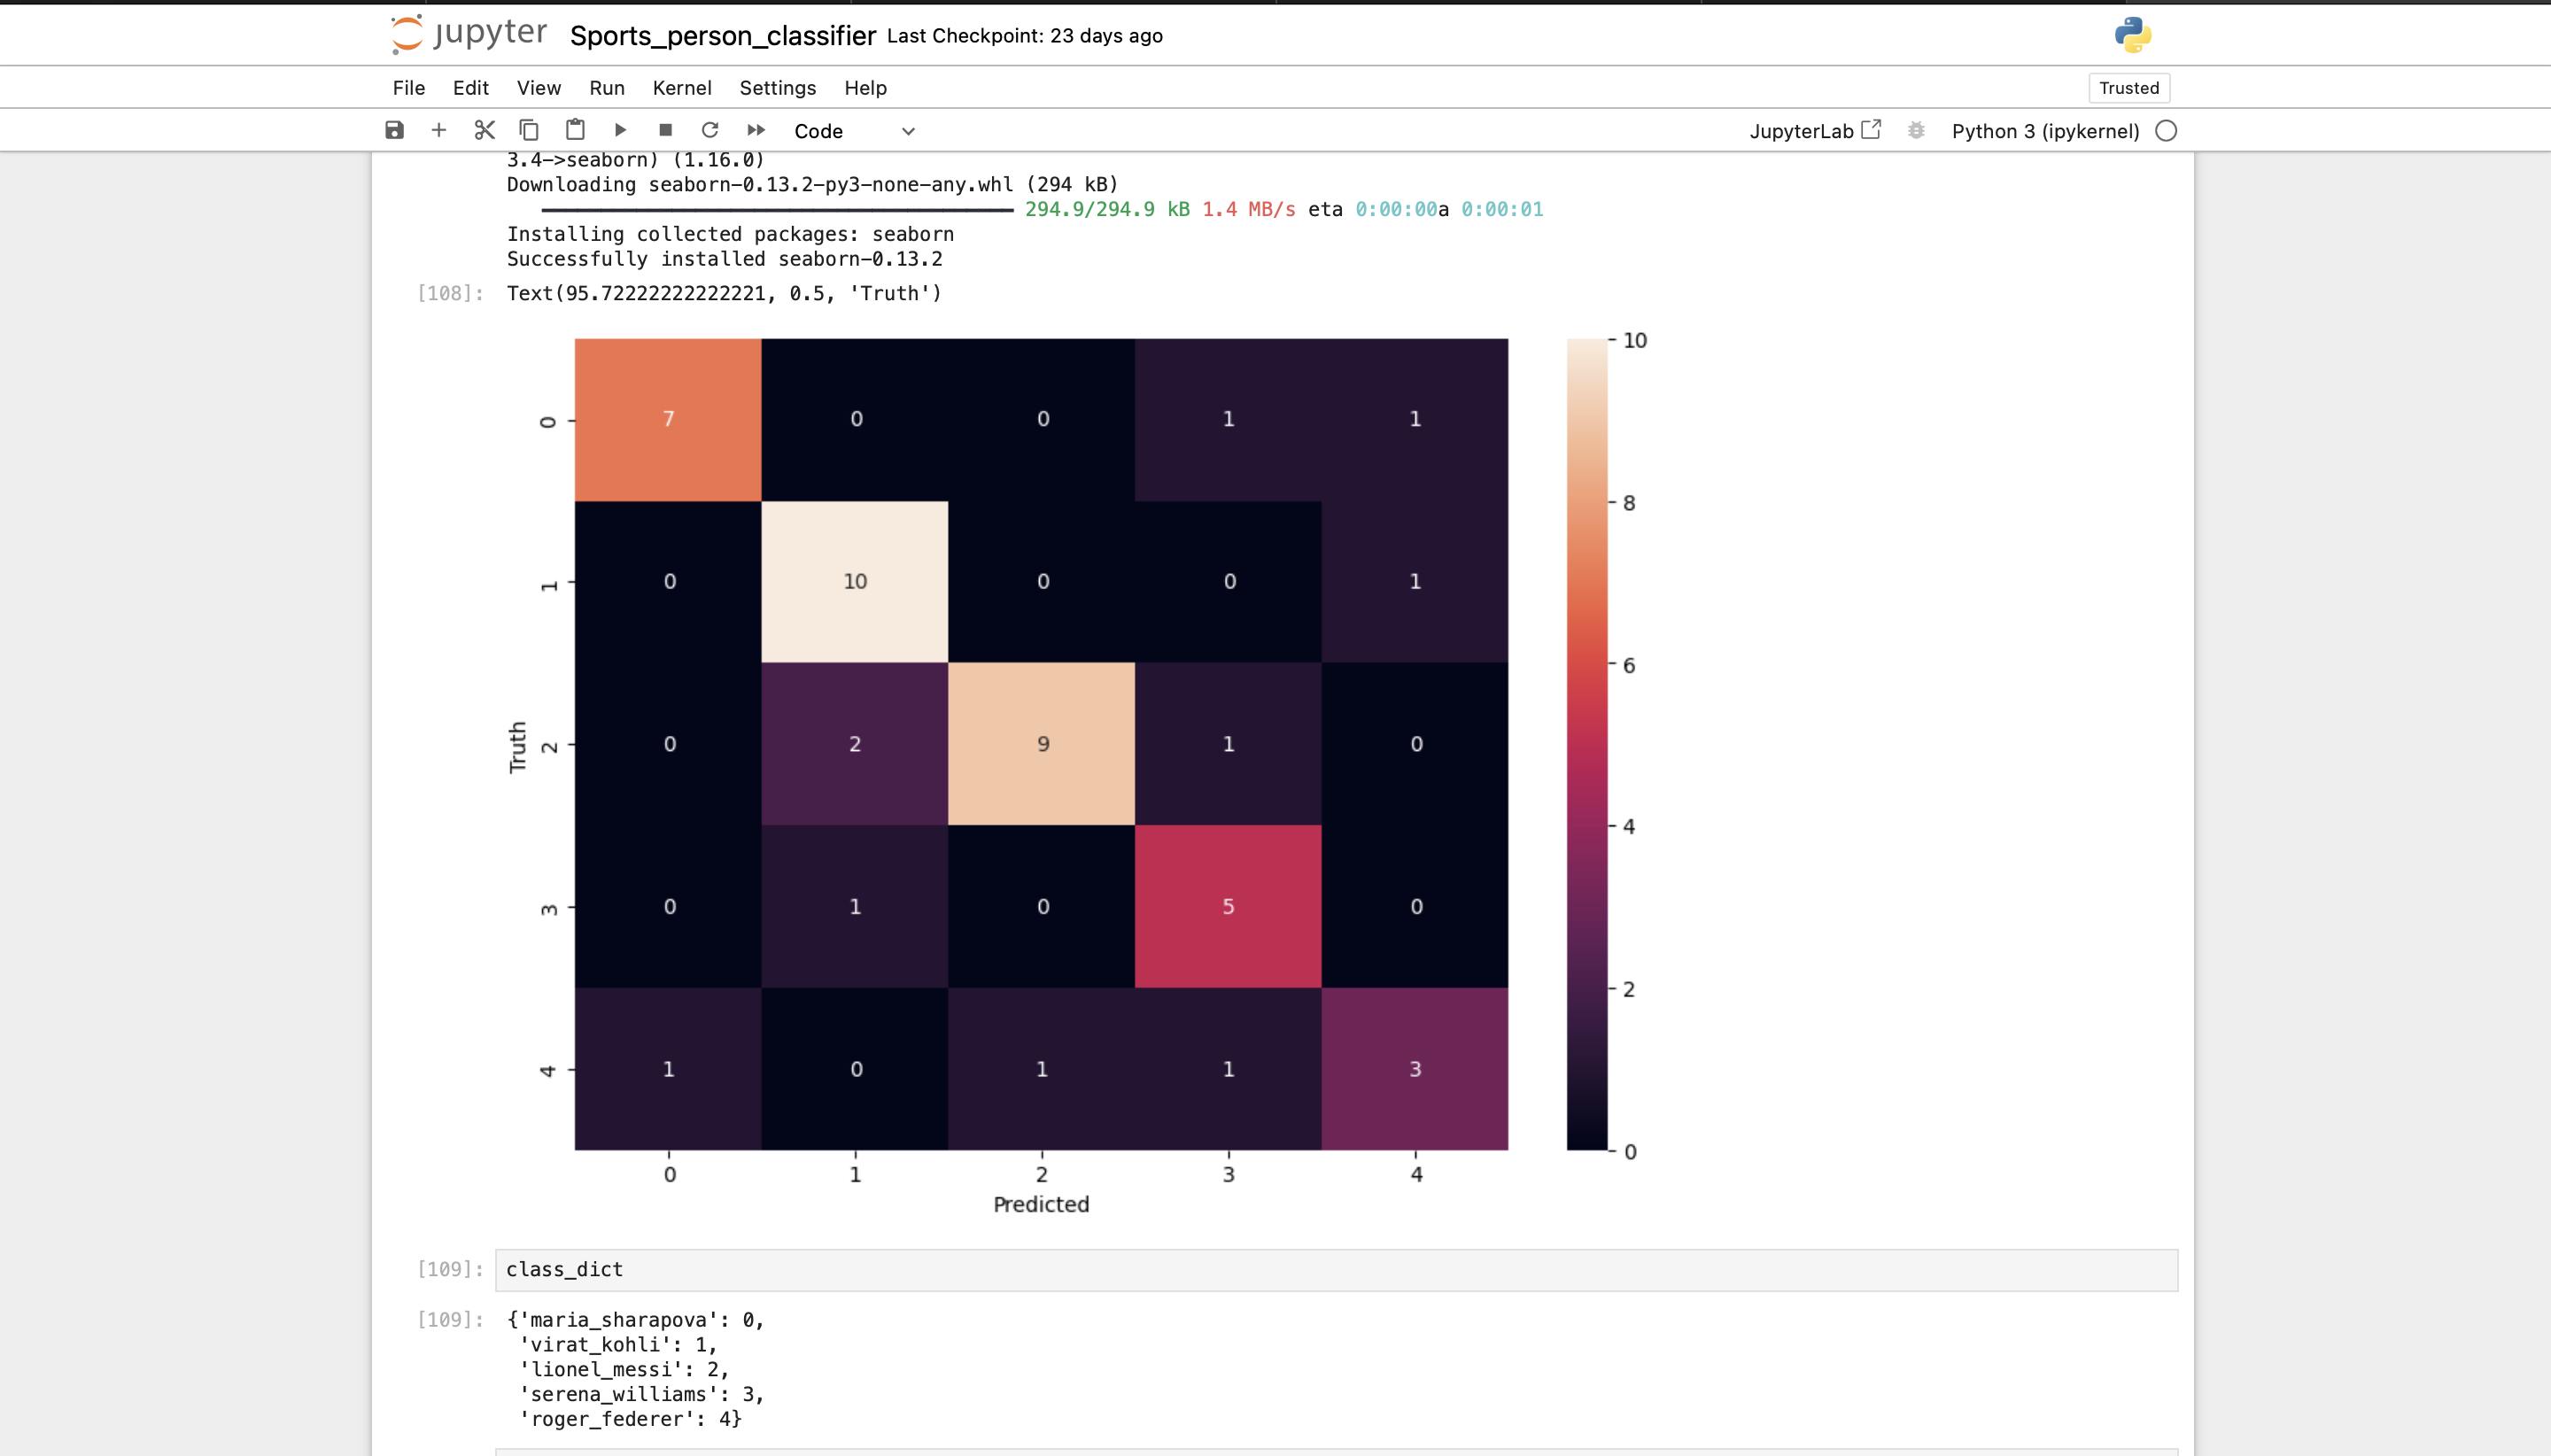 jupyter Sports_person_classifier Last Checkpoint: 23 days ago
File Edit View Run Kernel Settings Help Trusted
Code JupyterLab Python 3 (ipykernel)
3.4->seaborn) (1.16.0)
Downloading seaborn-0.13.2-py3-none-any.whl (294 kB)
294.9/294.9 kB 1.4 MB/s eta 0:00:00a 0:00:01
Installing collected packages: seaborn
Successfully installed seaborn-0.13.2
[108]: Text(95.72222222222221, 0.5, 'Truth')
10
0 7 0 0 1 1
8
1 0 10 0 0 1
6
Truth
2 0 2 9 1 0
4
3 0 1 0 5 0
2
4 1 0 1 1 3
0
0 1 2 3 4
Predicted
[109]: class_dict
[109]: {'maria_sharapova': 0,
'virat_kohli': 1,
'lionel_messi': 2,
'serena_williams': 3,
'roger_federer': 4}